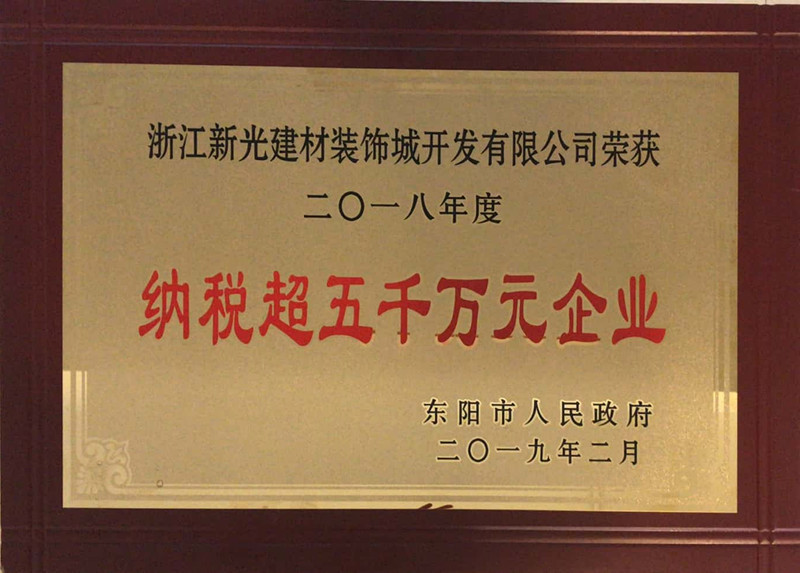 浙江新光建材装饰城开发有限公司荣获
二〇一八年度
纳税超五千万元企业
东阳市人民政府
二〇一九年二月